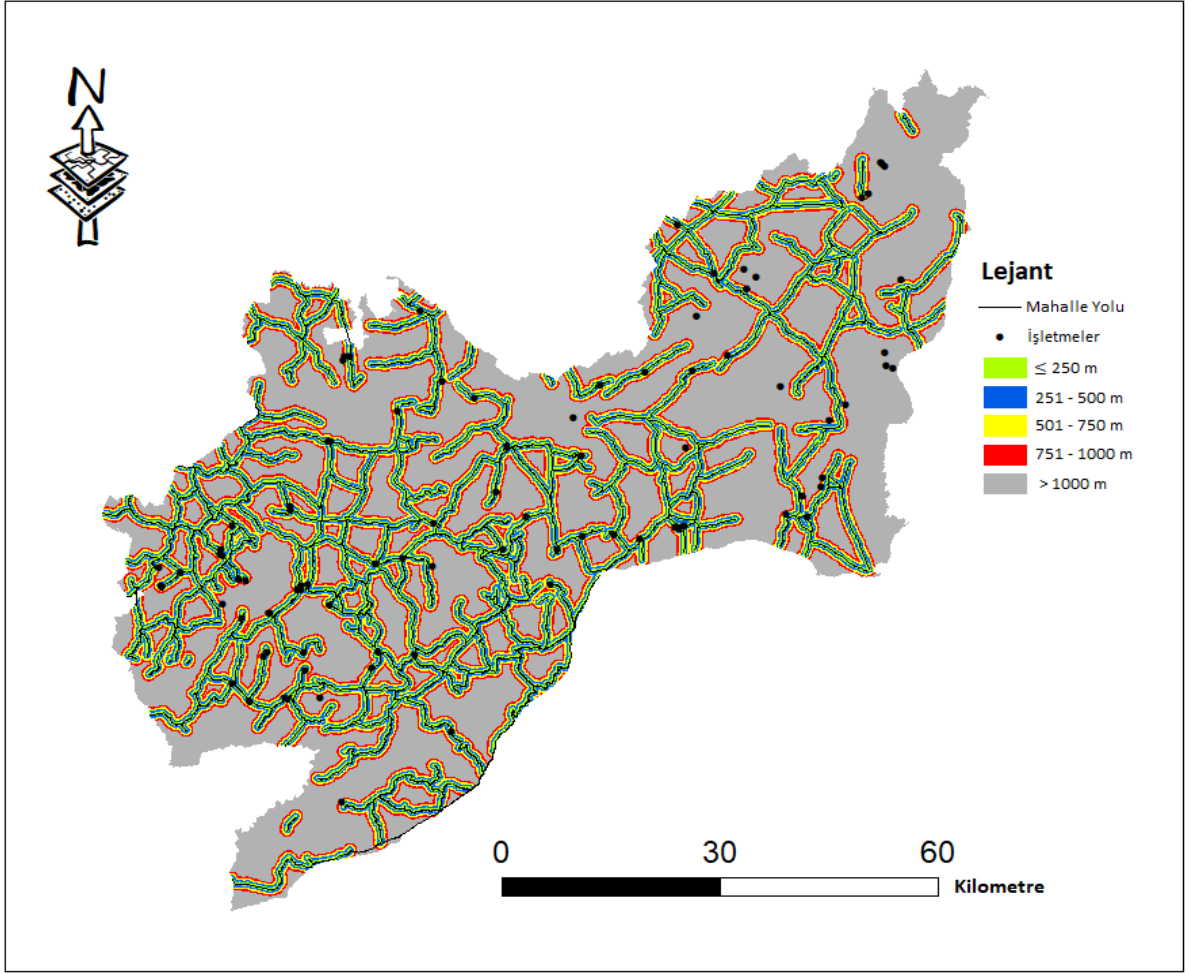 N
Lejant
Mahalle Yolu
İşletmeler
≤ 250 m
251 - 500 m
501 - 750 m
751 - 1000 m
> 1000 m
0 30 60
Kilometre